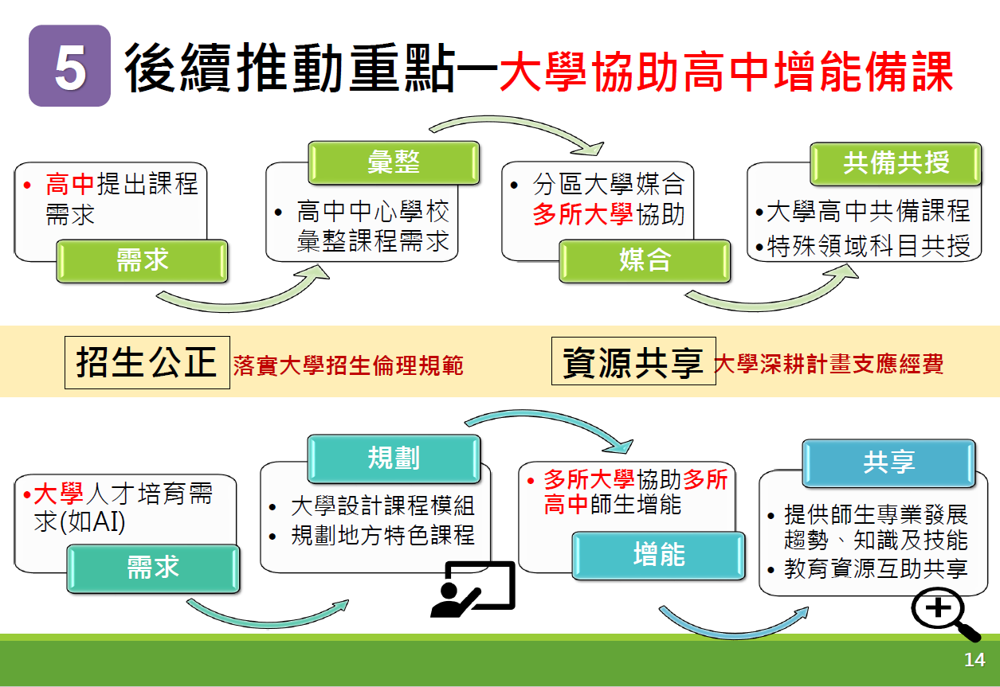 5
後續推動重點—大學協助高中增能備課
• 高中提出課程
需求
需求
彙整
• 高中中心學校
彙整課程需求
• 分區大學媒合
多所大學協助
媒合
共備共授
•大學高中共備課程
•特殊領域科目共授
招生公正 落實大學招生倫理規範
資源共享 大學深耕計畫支應經費
•大學人才培育需
求(如AI)
需求
規劃
• 大學設計課程模組
• 規劃地方特色課程
• 多所大學協助多所
高中師生增能
增能
共享
• 提供師生專業發展
趨勢、知識及技能
• 教育資源互助共享
14